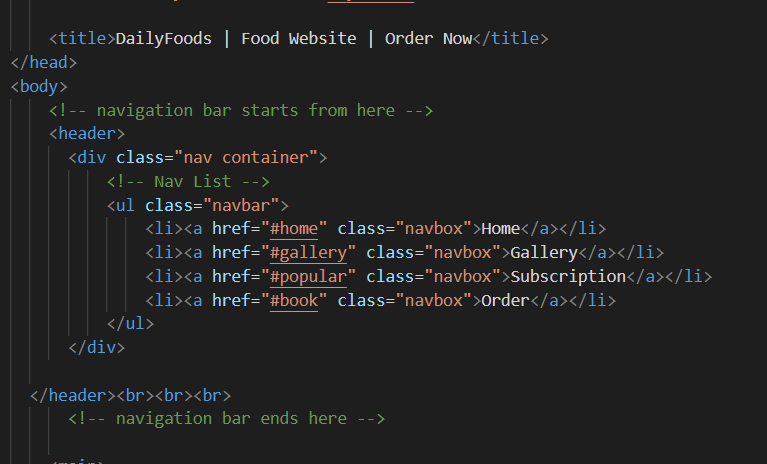 <title>DailyFoods | Food Website | Order Now</title>
</head>
<body>
<!-- navigation bar starts from here -->
<header>
<div class="nav container">
<!-- Nav List -->
<ul class="navbar">
<li><a href="#home" class="navbox">Home</a></li>
<li><a href="#gallery" class="navbox">Gallery</a></li>
<li><a href="#popular" class="navbox">Subscription</a></li>
<li><a href="#book" class="navbox">Order</a></li>
</ul>
</div>
</header><br><br><br>
<!-- navigation bar ends here -->